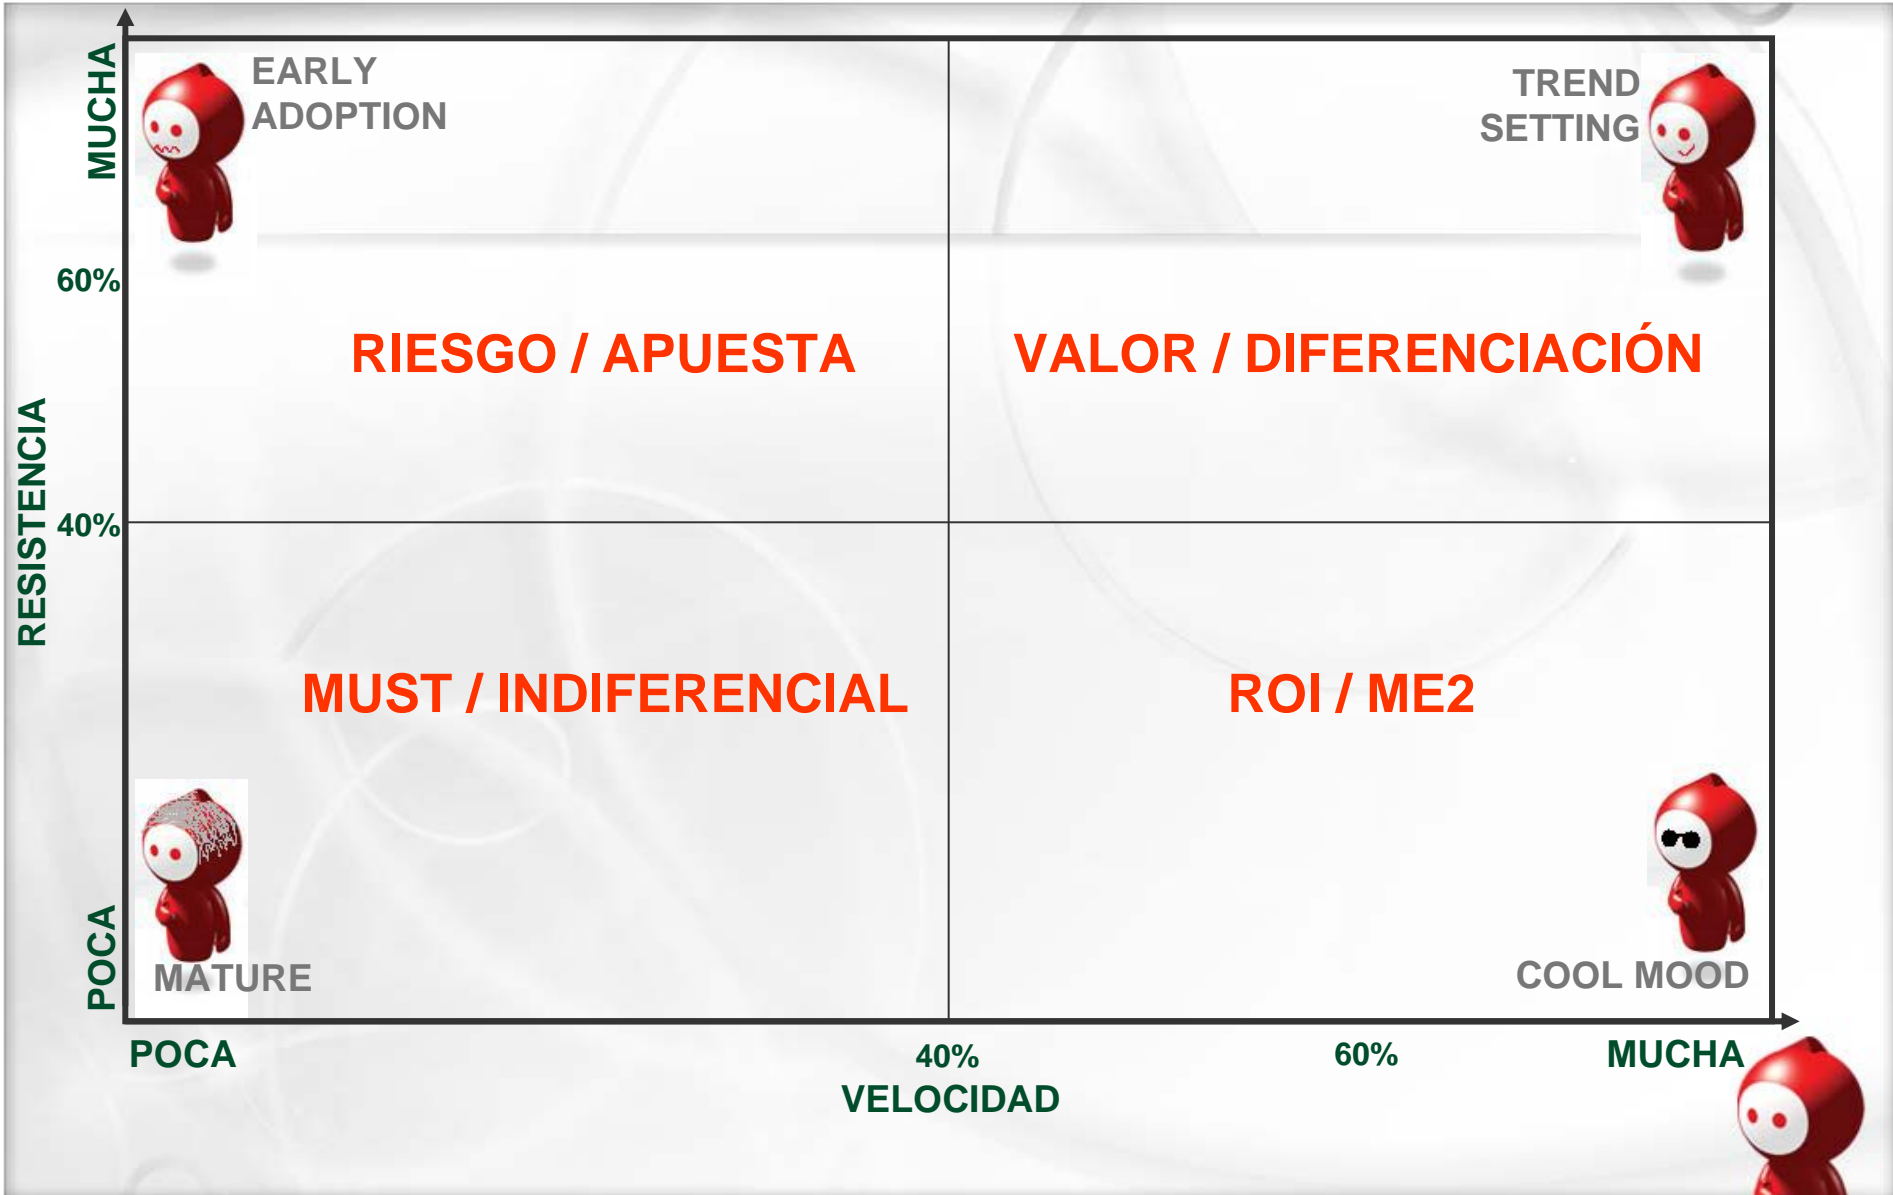 MUCHA
EARLY
ADOPTION
TREND
SETTING
60%
RIESGO / APUESTA
VALOR / DIFERENCIACIÓN
RESISTENCIA
40%
MUST / INDIFERENCIAL
ROI / ME2
POCA
MATURE
COOL MOOD
POCA
40%
60%
MUCHA
VELOCIDAD